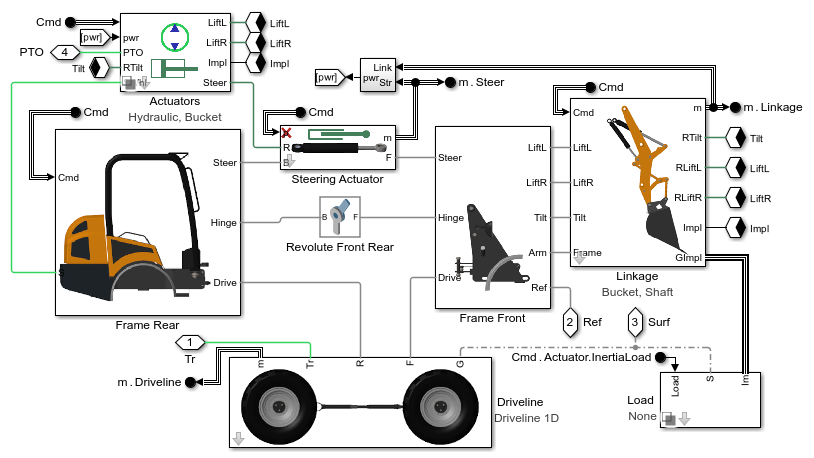 Cmd
pwr
[pwr]
PTO
4
PTO
Tilt
RTilt
LiftL
LiftR
Impl
Steer
LiftL
LiftR
Impl
Actuators
Hydraulic, Bucket
[pwr]
Link
pwr
Str
m.Steer
Cmd
Cmd
m
R
B
F
Steering Actuator
Cmd
Cmd
S
Steer
Hinge
Drive
Frame Rear
B
F
Revolute Front Rear
Steer
Hinge
Drive
LiftL
LiftR
Tilt
Arm
Ref
Frame Front
Cmd
Cmd
LiftL
LiftR
Tilt
Frame
m
RTilt
RLiftL
RLiftR
Impl
GImpl
m.Linkage
Tilt
LiftL
LiftR
Impl
Linkage
Bucket, Shaft
2
Ref
3
Surf
1
Tr
m.Driveline
m
Tr
R
F
G
Driveline
Driveline 1D
Cmd.Actuator.InertiaLoad
Load
S
Im
Load
None